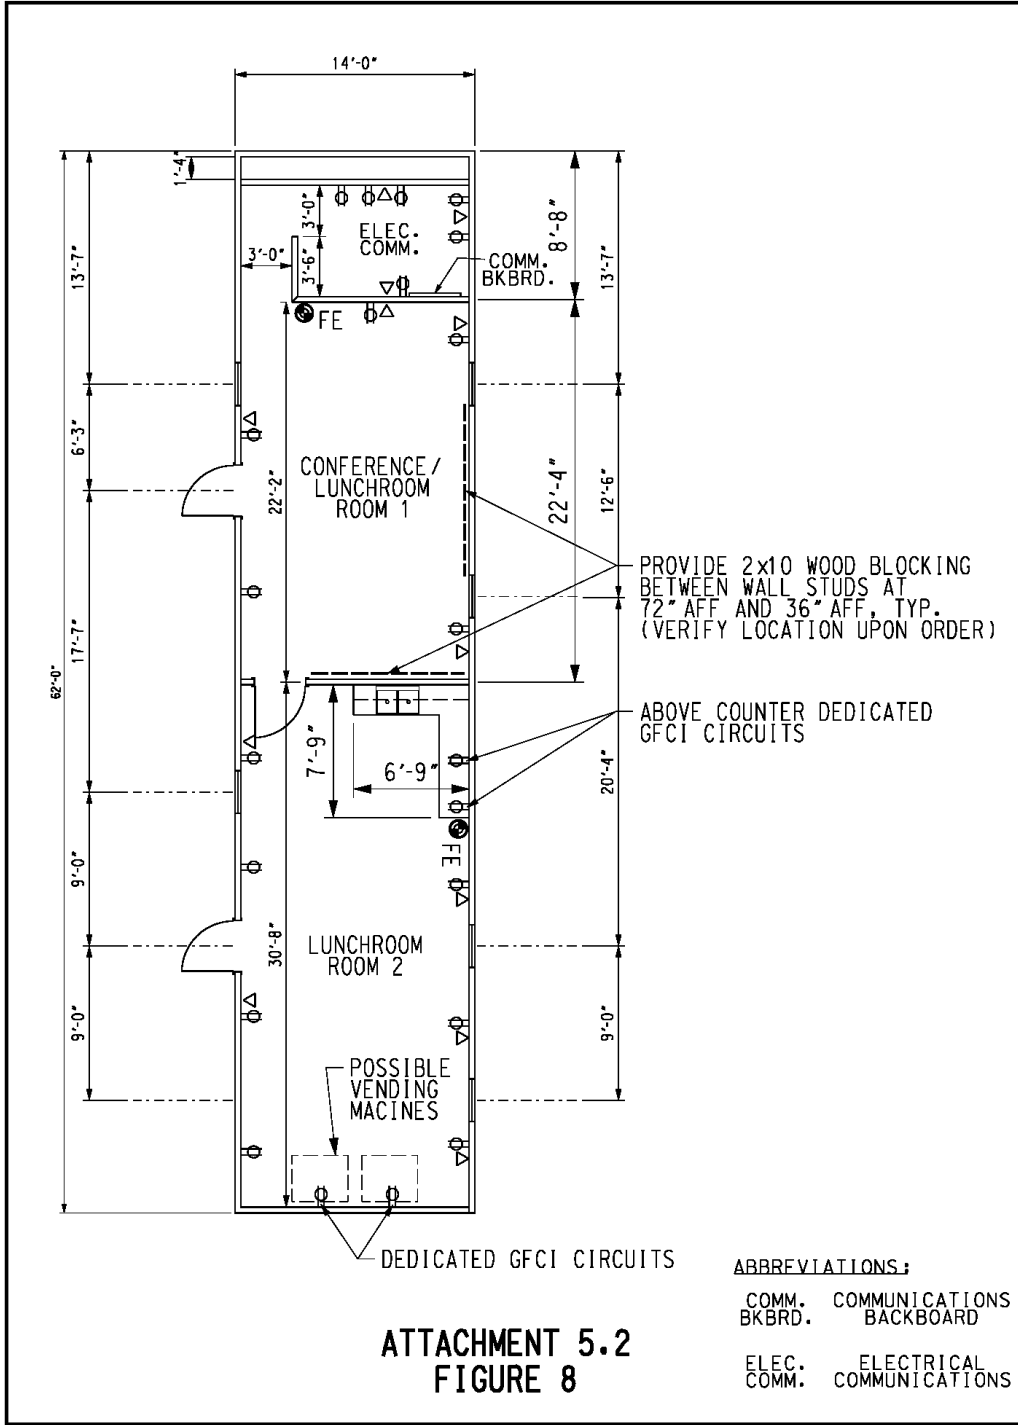 14'-0"
1'-4"
13'-7"
3'-0"
ELEC.
COMM.
8'-8"
13'-7"
3'-0"
3'-6"
COMM.
BKBRD.
FE
6'-3"
CONFERENCE/
LUNCHROOM
ROOM 1
22'-2"
22'-4"
12'-6"
PROVIDE 2x10 WOOD BLOCKING
BETWEEN WALL STUDS AT
72" AFF AND 36" AFF, TYP.
(VERIFY LOCATION UPON ORDER)
17'-7"
62'-0"
ABOVE COUNTER DEDICATED
GFCI CIRCUITS
7'-9"
6'-9"
20'-4"
FE
9'-0"
LUNCHROOM
ROOM 2
30'-8"
9'-0"
9'-0"
POSSIBLE
VENDING
MACINES
DEDICATED GFCI CIRCUITS
ABBREVIATIONS:
COMM. COMMUNICATIONS
BKBRD. BACKBOARD
ELEC. ELECTRICAL
COMM. COMMUNICATIONS
ATTACHMENT 5.2
FIGURE 8